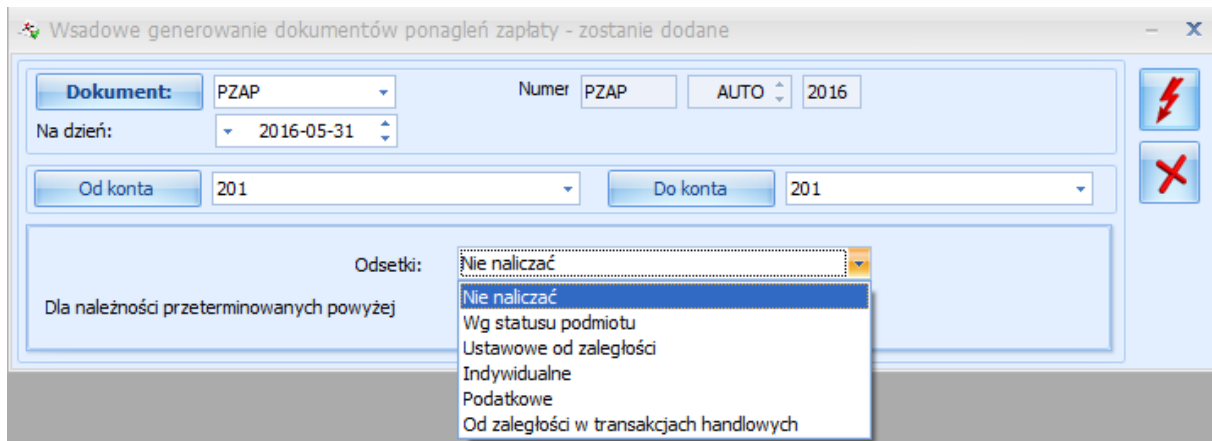 Wsadowe generowanie dokumentów ponagleń zapłaty - zostanie dodane
Dokument: PZAP Numer PZAP AUTO 2016
Na dzień: 2016-05-31
Od konta 201 Do konta 201
Odsetki: Nie naliczać
Nie naliczać
Dla należności przeterminowanych powyżej
Wg statusu podmiotu
Ustawowe od zaległości
Indywidualne
Podatkowe
Od zaległości w transakcjach handlowych